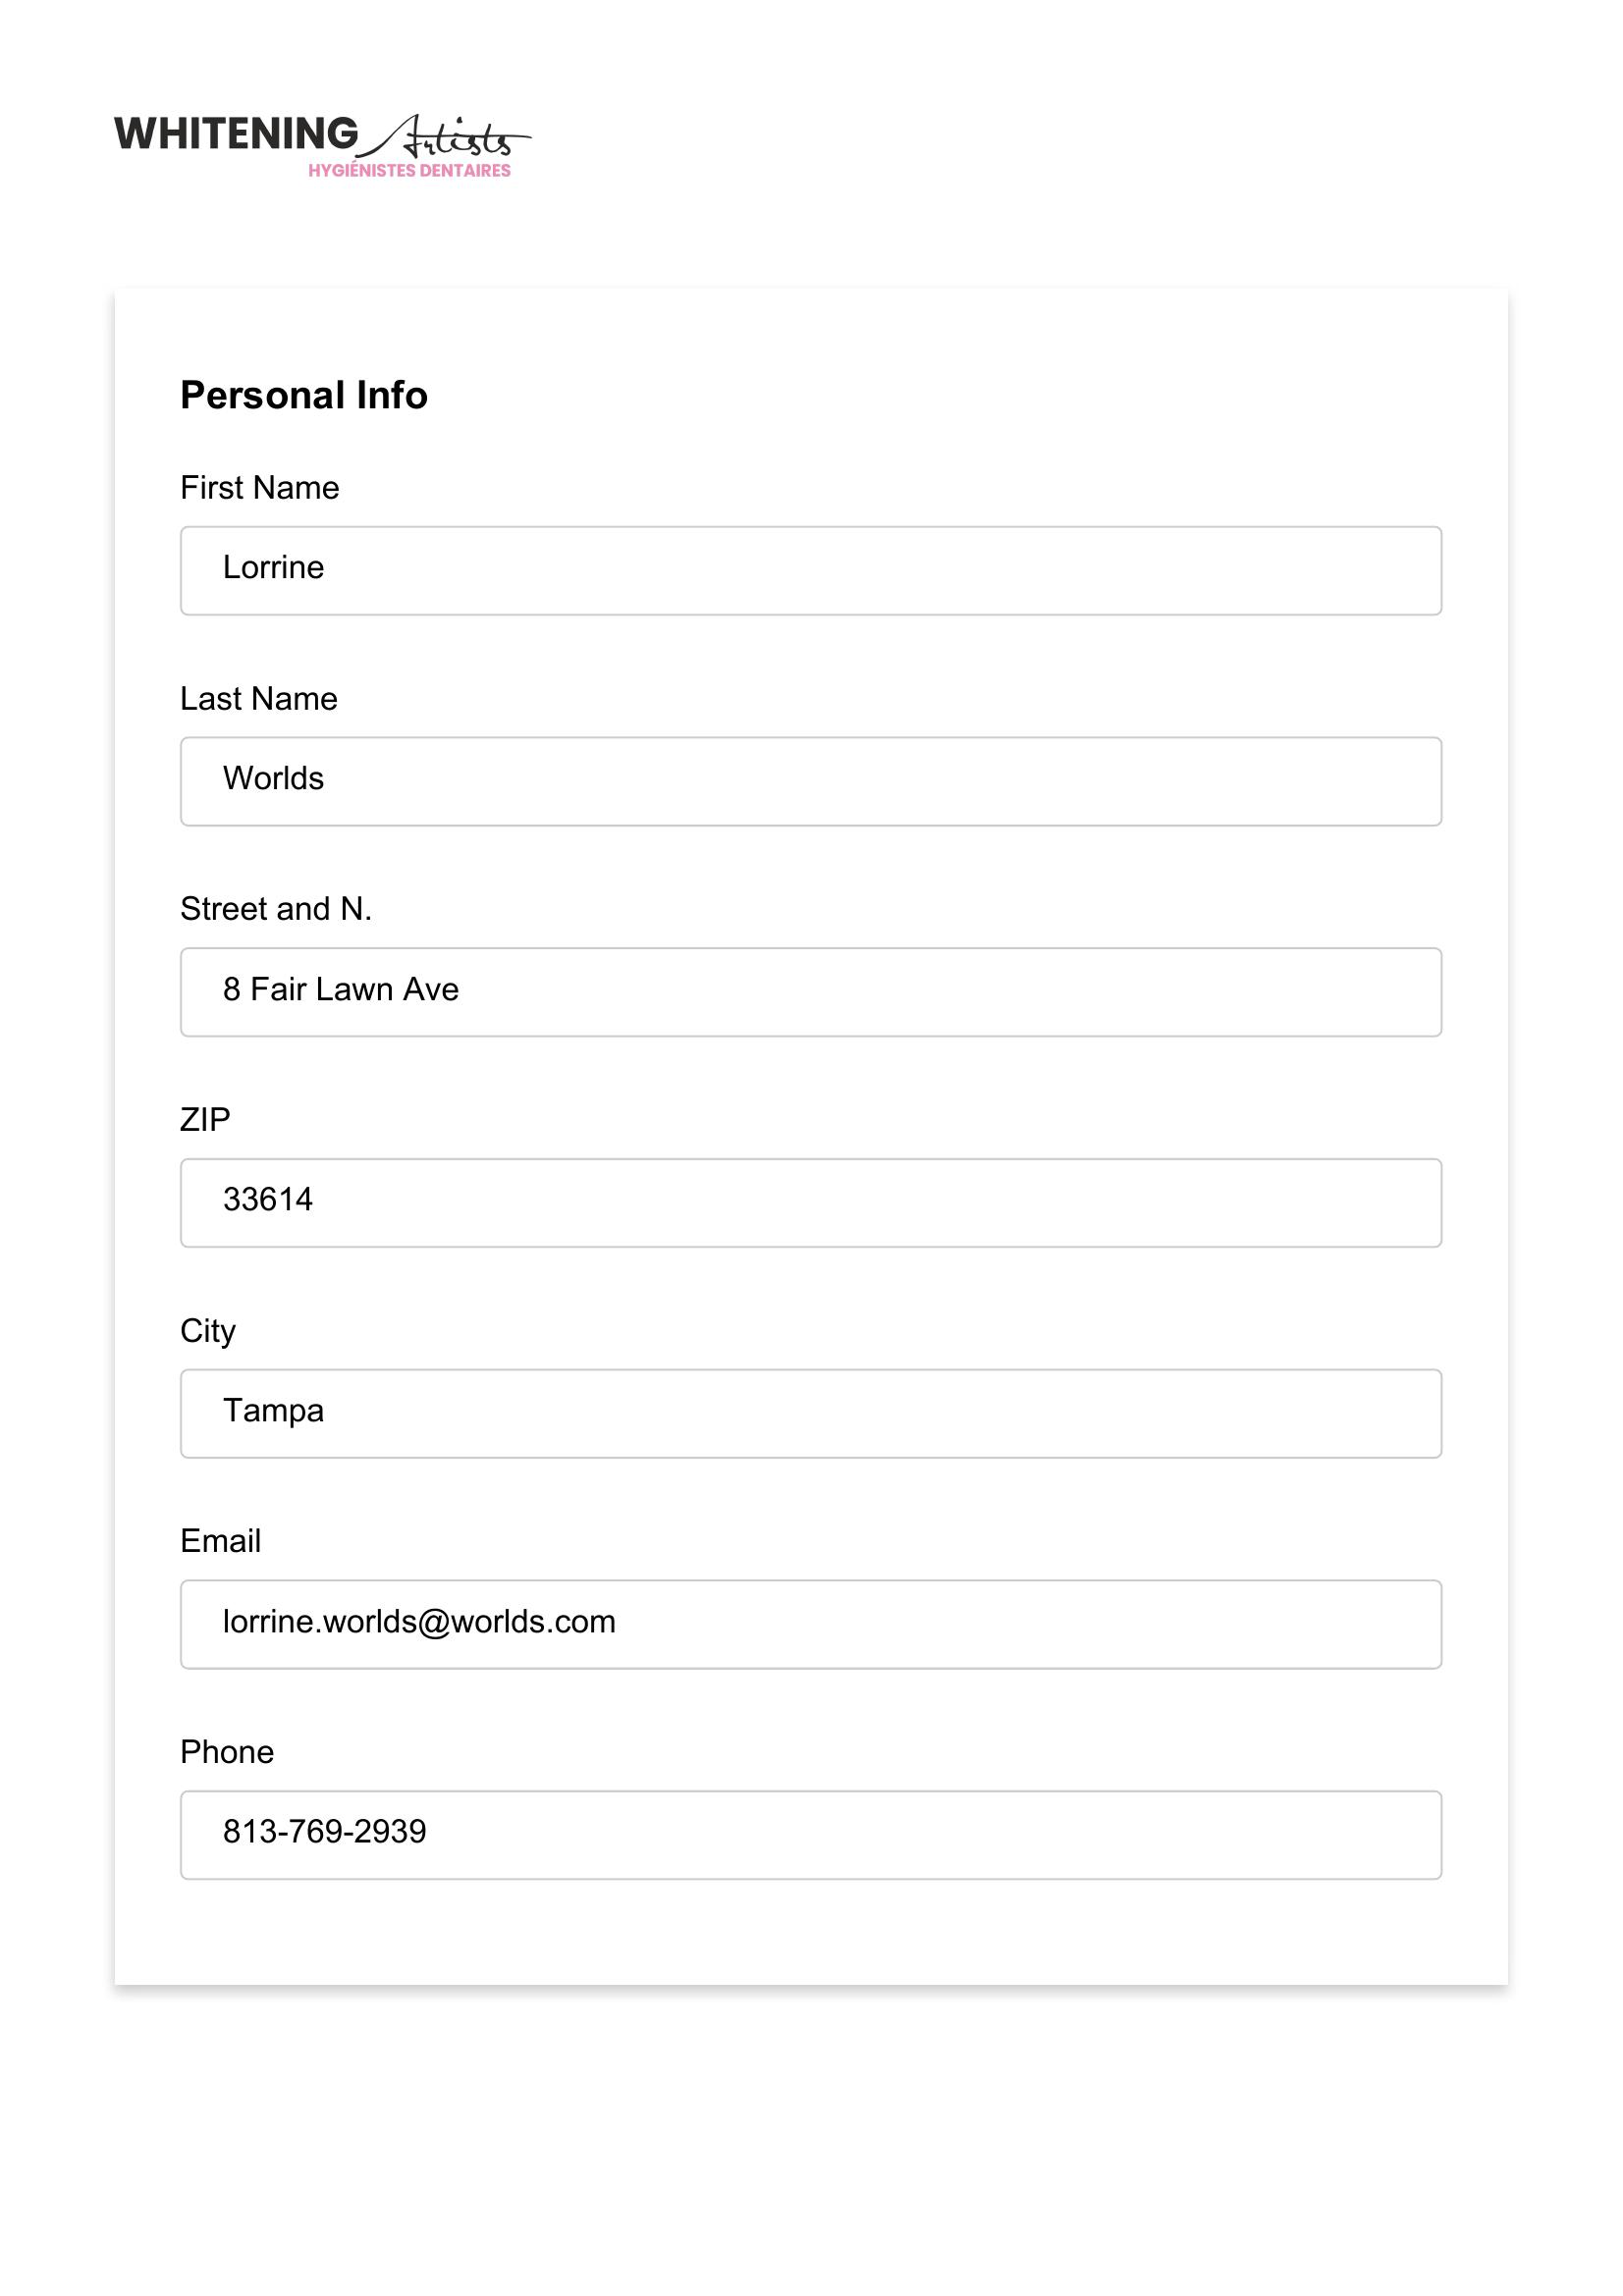 WHITENING Artists
HYGIÉNISTES DENTAIRES
Personal Info
First Name
Lorrine
Last Name
Worlds
Street and N.
8 Fair Lawn Ave
ZIP
33614
City
Tampa
Email
lorrine.worlds@worlds.com
Phone
813-769-2939